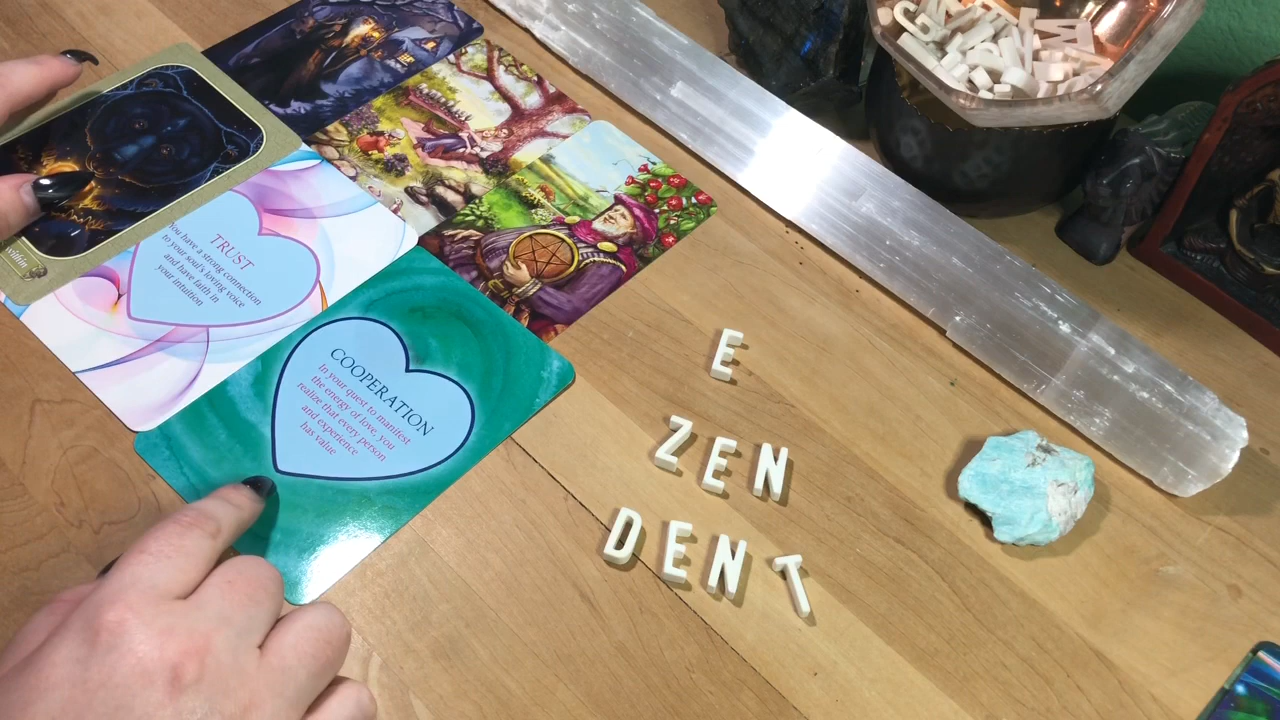 TRUST
You have a strong connection
to your soul's loving voice
and have faith in
your intuition
COOPERATION
In your quest to manifest
the energy of love, you
realize that every person
and experience
has value
E
ZEN
DENT